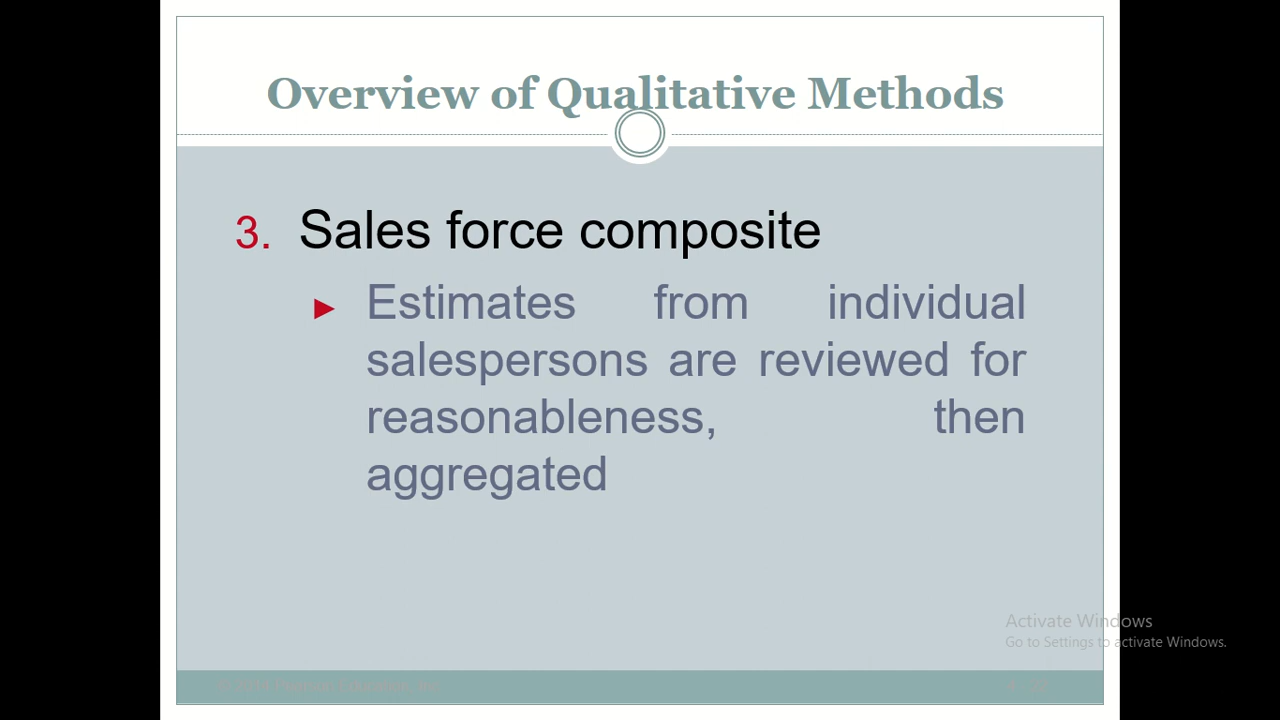 Overview of Qualitative Methods
3. Sales force composite
► Estimates from individual
salespersons are reviewed for
reasonableness, then
aggregated
Activate Windows
Go to Settings to activate Windows.